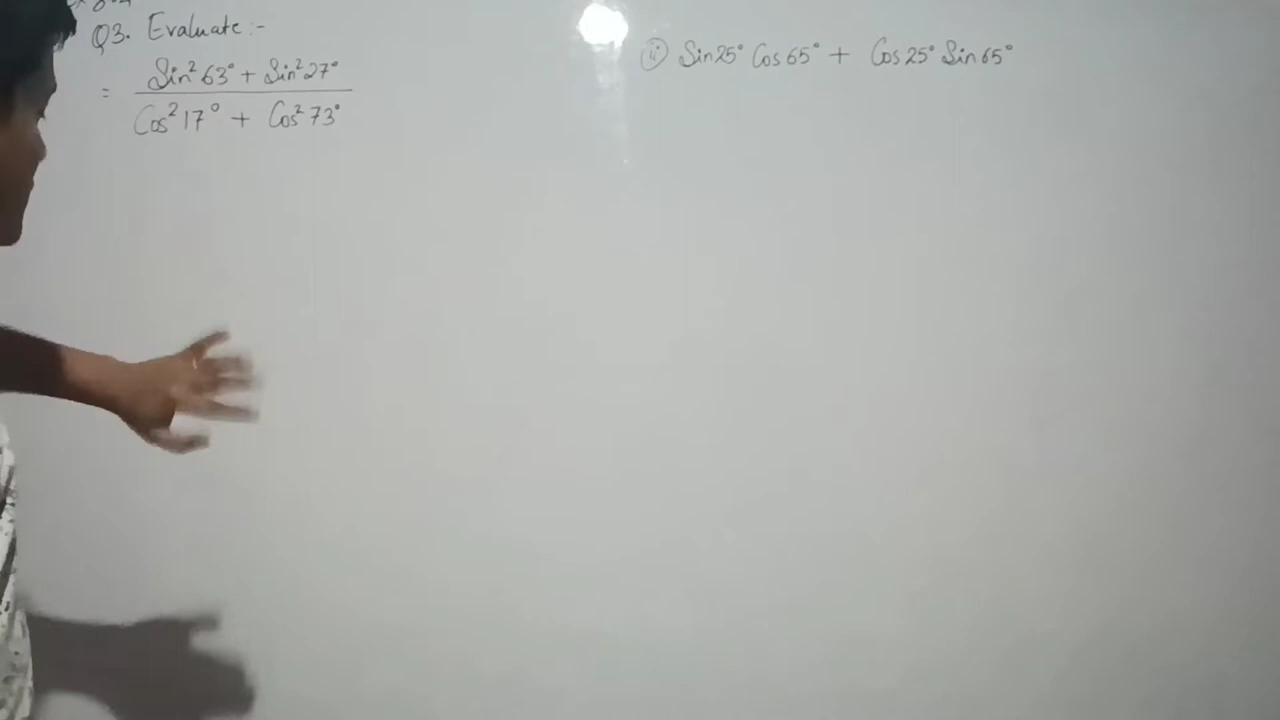 Q3. Evaluate :-
= Sin² 63° + Sin² 27° / Cos² 17° + Cos² 73°
(ii) Sin 25° Cos 65° + Cos 25° Sin 65°